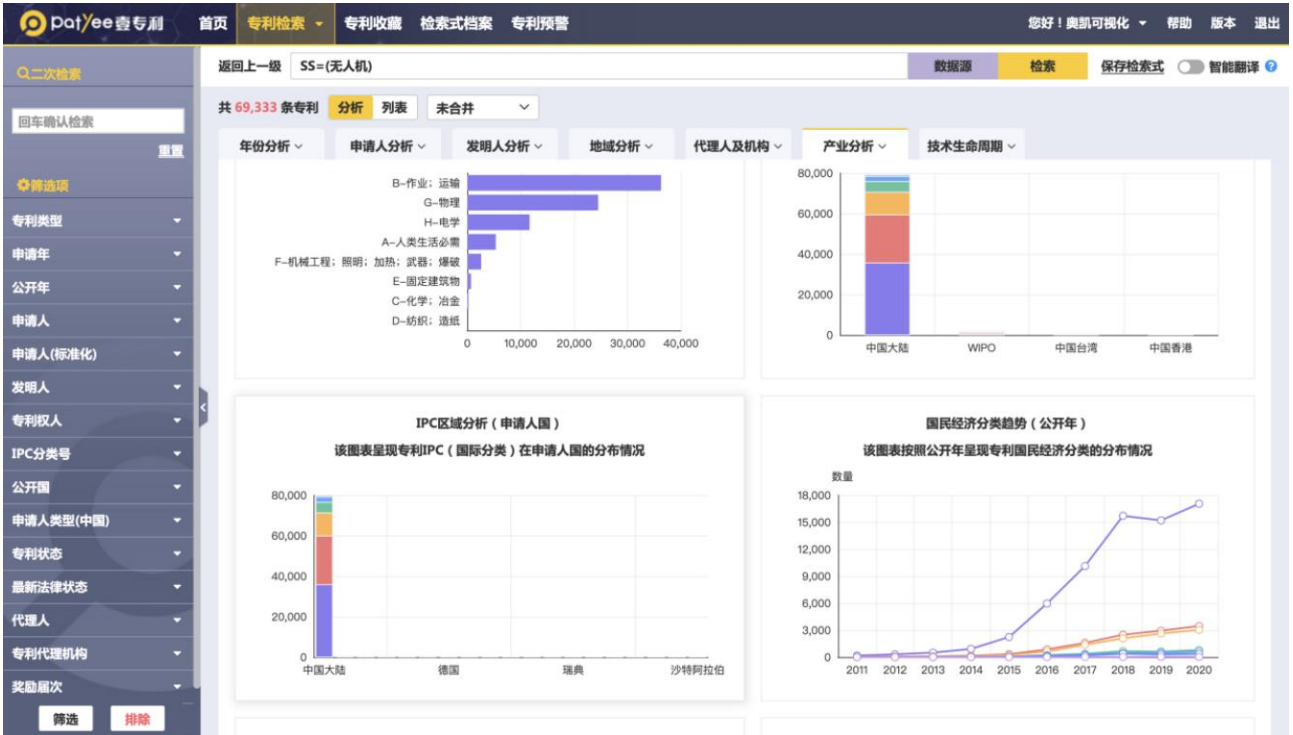 patyee壹专利 首页 专利检索 专利收藏 检索式档案 专利预警 您好！奥凯可视化 帮助 版本 退出
二次检索
回车确认检索
重置
筛选项
专利类型
申请年
公开年
申请人
申请人(标准化)
发明人
专利权人
IPC分类号
公开国
申请人类型(中国)
专利状态
最新法律状态
代理人
专利代理机构
奖励届次
筛选 排除
返回上一级 SS=(无人机) 数据源 检索 保存检索式 智能翻译 ?
共 69,333 条专利 分析 列表 未合并
年份分析 申请人分析 发明人分析 地域分析 代理人及机构 产业分析 技术生命周期
B-作业；运输
G-物理
H-电学
A-人类生活必需
F-机械工程；照明；加热；武器；爆破
E-固定建筑物
C-化学；冶金
D-纺织；造纸
0 10,000 20,000 30,000 40,000
80,000
60,000
40,000
20,000
0
中国大陆 WIPO 中国台湾 中国香港
IPC区域分析（申请人国）
该图表呈现专利IPC（国际分类）在申请人国的分布情况
80,000
60,000
40,000
20,000
0
中国大陆 德国 瑞典 沙特阿拉伯
国民经济分类趋势（公开年）
该图表按照公开年呈现专利国民经济分类的分布情况
数量
18,000
15,000
12,000
9,000
6,000
3,000
0
2011 2012 2013 2014 2015 2016 2017 2018 2019 2020